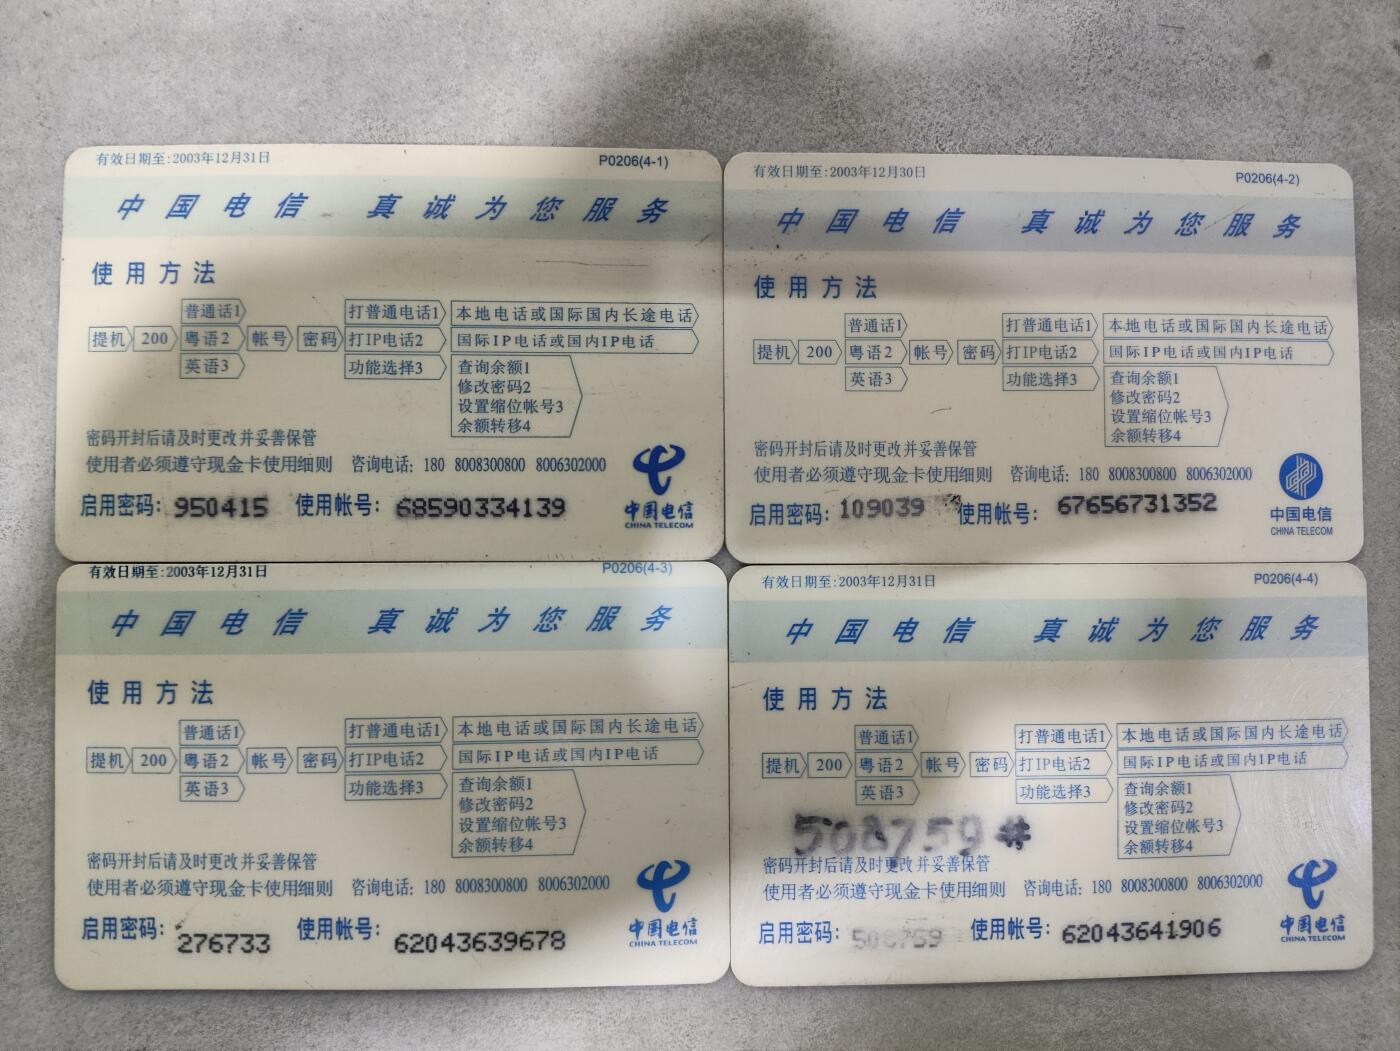 有效日期至:2003年12月31日 P0206(4-1)
中国电信 真诚为您服务
使用方法
普通话1 打普通电话1 本地电话或国际国内长途电话
提机 200 粤语2 帐号 密码 打IP电话2 国际IP电话或国内IP电话
英语3 功能选择3 查询余额1
修改密码2
设置缩位帐号3
余额转移4
密码开封后请及时更改并妥善保管
使用者必须遵守现金卡使用细则 咨询电话: 180 8008300800 8006302000
启用密码: 950415 使用帐号: 68590334139
中国电信
CHINA TELECOM
有效日期至:2003年12月30日 P0206(4-2)
中国电信 真诚为您服务
使用方法
普通话1 打普通电话1 本地电话或国际国内长途电话
提机 200 粤语2 帐号 密码 打IP电话2 国际IP电话或国内IP电话
英语3 功能选择3 查询余额1
修改密码2
设置缩位帐号3
余额转移4
密码开封后请及时更改并妥善保管
使用者必须遵守现金卡使用细则 咨询电话: 180 8008300800 8006302000
启用密码: 109039 使用帐号: 67656731352
中国电信
CHINA TELECOM
有效日期至:2003年12月31日 P0206(4-3)
中国电信 真诚为您服务
使用方法
普通话1 打普通电话1 本地电话或国际国内长途电话
提机 200 粤语2 帐号 密码 打IP电话2 国际IP电话或国内IP电话
英语3 功能选择3 查询余额1
修改密码2
设置缩位帐号3
余额转移4
密码开封后请及时更改并妥善保管
使用者必须遵守现金卡使用细则 咨询电话: 180 8008300800 8006302000
启用密码: 276733 使用帐号: 62043639678
中国电信
CHINA TELECOM
有效日期至:2003年12月31日 P0206(4-4)
中国电信 真诚为您服务
使用方法
普通话1 打普通电话1 本地电话或国际国内长途电话
提机 200 粤语2 帐号 密码 打IP电话2 国际IP电话或国内IP电话
英语3 功能选择3 查询余额1
修改密码2
设置缩位帐号3
余额转移4
508759#
密码开封后请及时更改并妥善保管
使用者必须遵守现金卡使用细则 咨询电话: 180 8008300800 8006302000
启用密码: 508759 使用帐号: 62043641906
中国电信
CHINA TELECOM